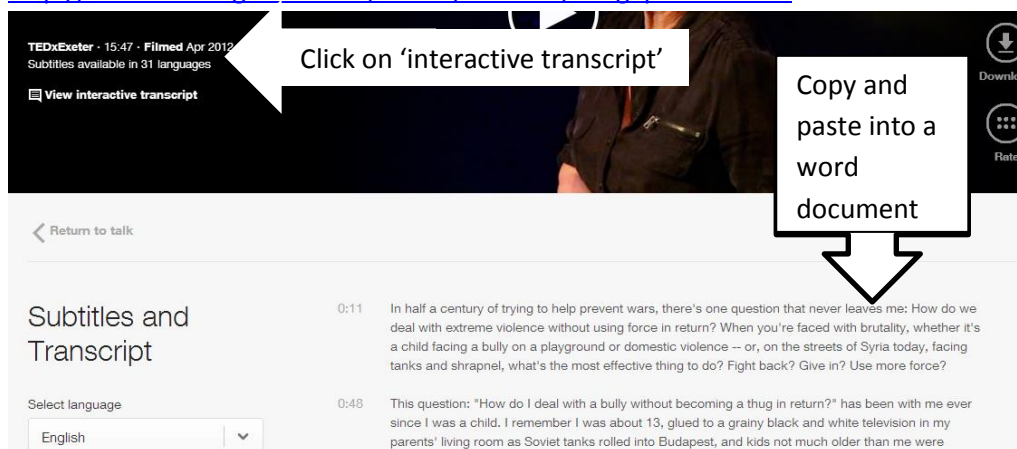 TEDxExeter · 15:47 · Filmed Apr 2012
Subtitles available in 31 languages
View interactive transcript
Click on ‘interactive transcript’
Copy and
paste into a
word
document
Rate
Return to talk
Subtitles and
Transcript
Select language
English
0:11 In half a century of trying to help prevent wars, there's one question that never leaves me: How do we
deal with extreme violence without using force in return? When you're faced with brutality, whether it's
a child facing a bully on a playground or domestic violence -- or, on the streets of Syria today, facing
tanks and shrapnel, what's the most effective thing to do? Fight back? Give in? Use more force?
0:48 This question: "How do I deal with a bully without becoming a thug in return?" has been with me ever
since I was a child. I remember I was about 13, glued to a grainy black and white television in my
parents' living room as Soviet tanks rolled into Budapest, and kids not much older than me were